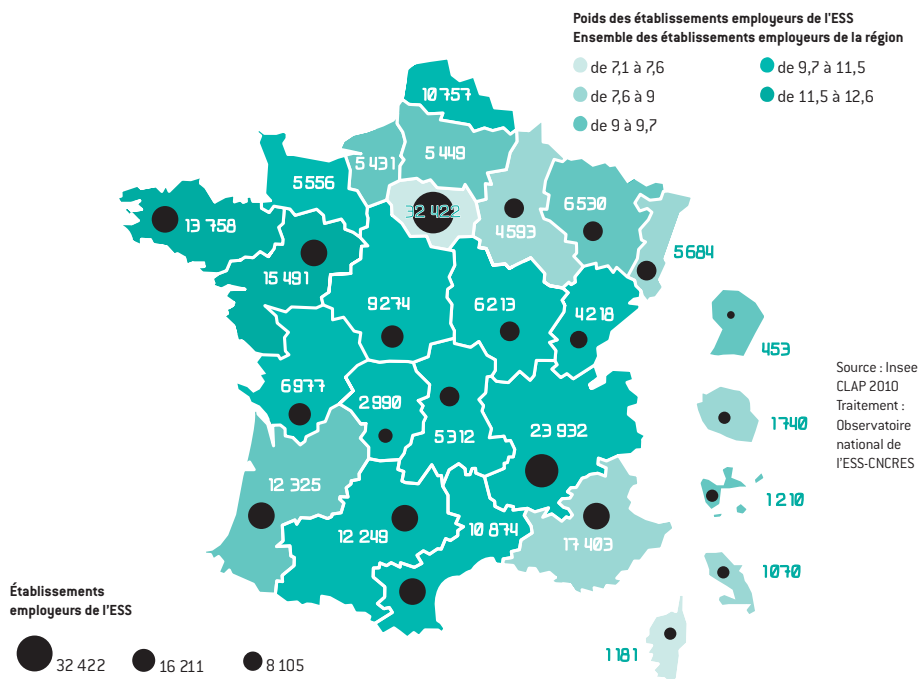 Poids des établissements employeurs de l'ESS
Ensemble des établissements employeurs de la région
de 7,1 à 7,6
de 9,7 à 11,5
de 7,6 à 9
de 11,5 à 12,6
de 9 à 9,7
10 757
5 449
5 431
5 556
32 422
4 593
6 530
5 684
13 758
15 491
9 274
6 213
4 218
453
6 977
2 990
5 312
23 932
1 740
12 325
12 249
10 874
17 403
1 210
1 070
1 181
Source : Insee
CLAP 2010
Traitement :
Observatoire
national de
l'ESS-CNCRES
Établissements
employeurs de l'ESS
32 422
16 211
8 105